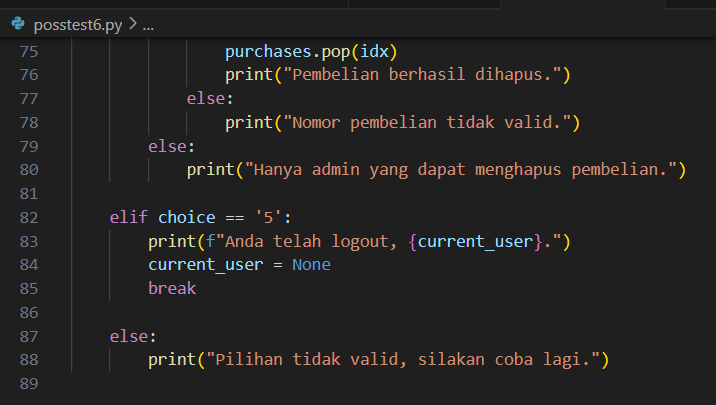 posstest6.py > ...
75 purchases.pop(idx)
76 print("Pembelian berhasil dihapus.")
77 else:
78 print("Nomor pembelian tidak valid.")
79 else:
80 print("Hanya admin yang dapat menghapus pembelian.")
81
82 elif choice == '5':
83 print(f"Anda telah logout, {current_user}.")
84 current_user = None
85 break
86
87 else:
88 print("Pilihan tidak valid, silakan coba lagi.")
89